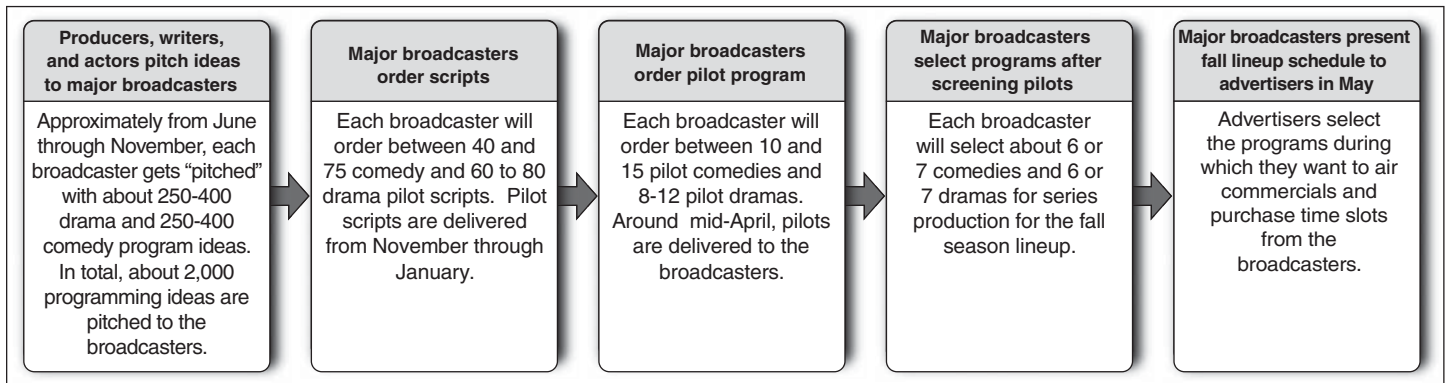 Producers, writers,
and actors pitch ideas
to major broadcasters
Approximately from June
through November, each
broadcaster gets “pitched”
with about 250-400
drama and 250-400
comedy program ideas.
In total, about 2,000
programming ideas are
pitched to the
broadcasters.
Major broadcasters
order scripts
Each broadcaster will
order between 40 and
75 comedy and 60 to 80
drama pilot scripts. Pilot
scripts are delivered
from November through
January.
Major broadcasters
order pilot program
Each broadcaster will
order between 10 and
15 pilot comedies and
8-12 pilot dramas.
Around mid-April, pilots
are delivered to the
broadcasters.
Major broadcasters
select programs after
screening pilots
Each broadcaster
will select about 6 or
7 comedies and 6 or
7 dramas for series
production for the fall
season lineup.
Major broadcasters present
fall lineup schedule to
advertisers in May
Advertisers select
the programs during
which they want to air
commercials and
purchase time slots
from the
broadcasters.